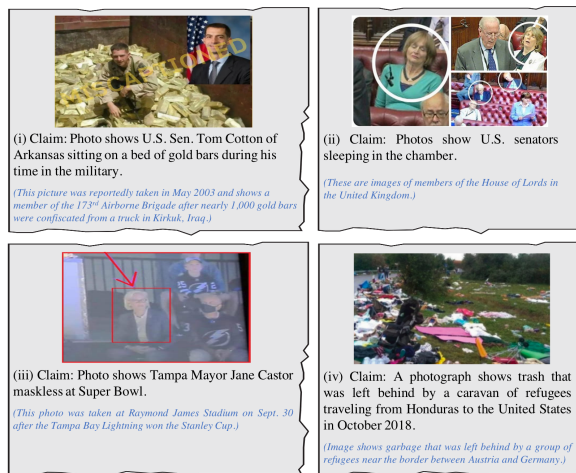 MISCAPTIONED
(i) Claim: Photo shows U.S. Sen. Tom Cotton of
Arkansas sitting on a bed of gold bars during his
time in the military.
(This picture was reportedly taken in May 2003 and shows a
member of the 173rd Airborne Brigade after nearly 1,000 gold bars
were confiscated from a truck in Kirkuk, Iraq.)
(ii) Claim: Photos show U.S. senators
sleeping in the chamber.
(These are images of members of the House of Lords in
the United Kingdom.)
(iii) Claim: Photo shows Tampa Mayor Jane Castor
maskless at Super Bowl.
(This photo was taken at Raymond James Stadium on Sept. 30
after the Tampa Bay Lightning won the Stanley Cup.)
(iv) Claim: A photograph shows trash that
was left behind by a caravan of refugees
traveling from Honduras to the United States
in October 2018.
(Image shows garbage that was left behind by a group of
refugees near the border between Austria and Germany.)